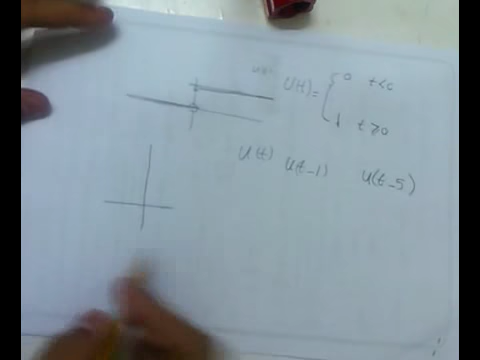 U(t)= { 0 t<0
1 t≥0
u(t) u(t-1) u(t-5)